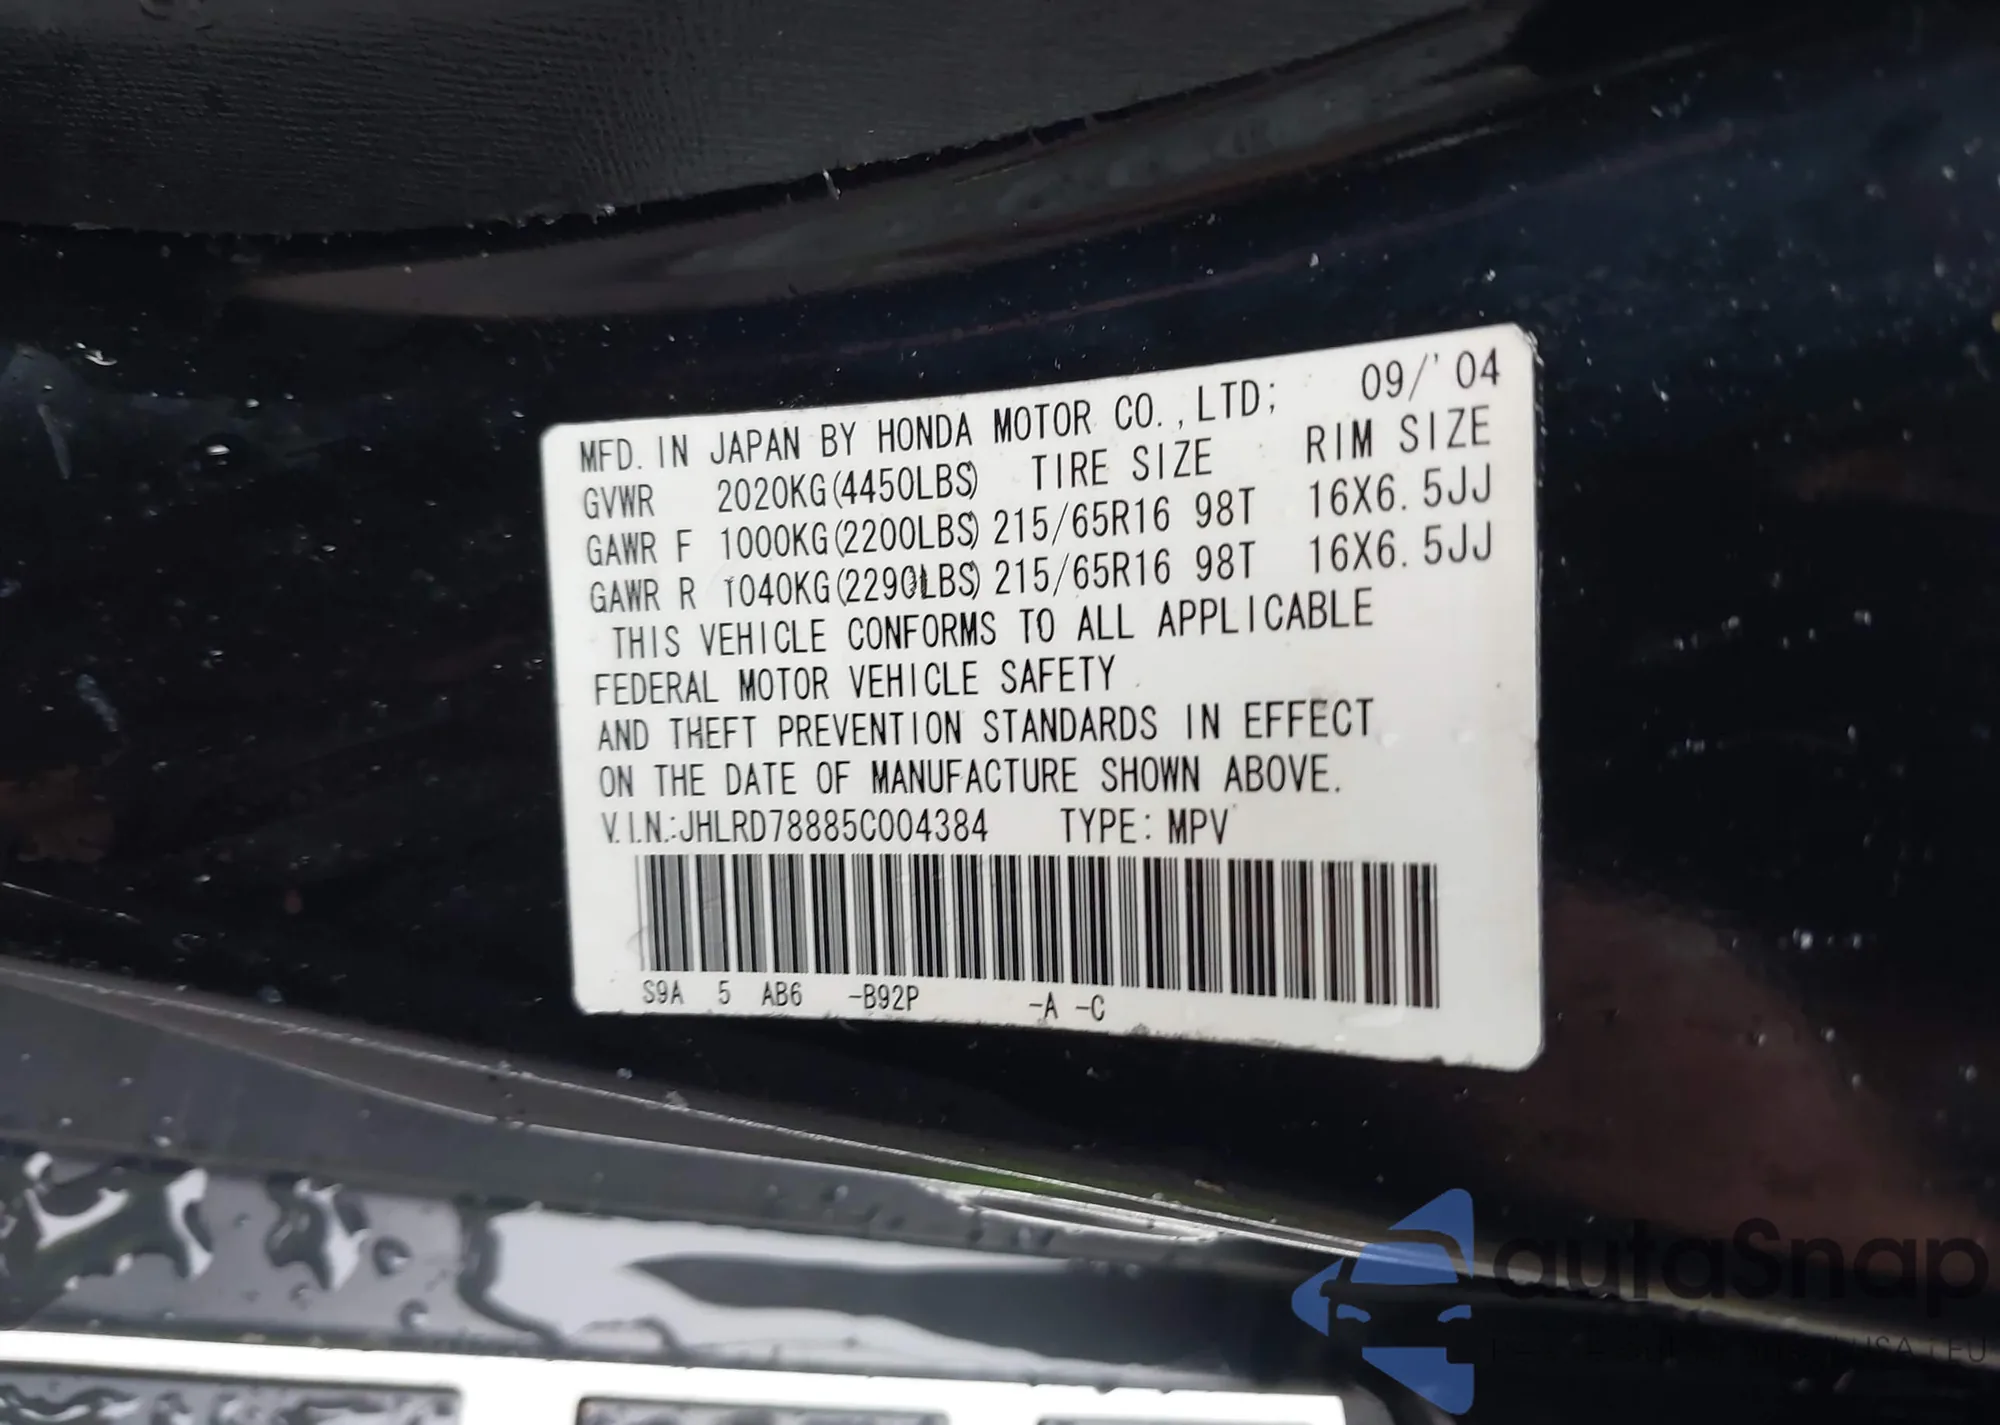 MFD. IN JAPAN BY HONDA MOTOR CO.,LTD; 09/'04
GVWR 2020KG(4450LBS) TIRE SIZE RIM SIZE
GAWR F 1000KG(2200LBS) 215/65R16 98T 16X6.5JJ
GAWR R 1040KG(2290LBS) 215/65R16 98T 16X6.5JJ
THIS VEHICLE CONFORMS TO ALL APPLICABLE
FEDERAL MOTOR VEHICLE SAFETY
AND THEFT PREVENTION STANDARDS IN EFFECT
ON THE DATE OF MANUFACTURE SHOWN ABOVE.
V.I.N.:JHLRD78885C004384 TYPE: MPV
S9A 5 AB6 -B92P -A -C
autaSnap